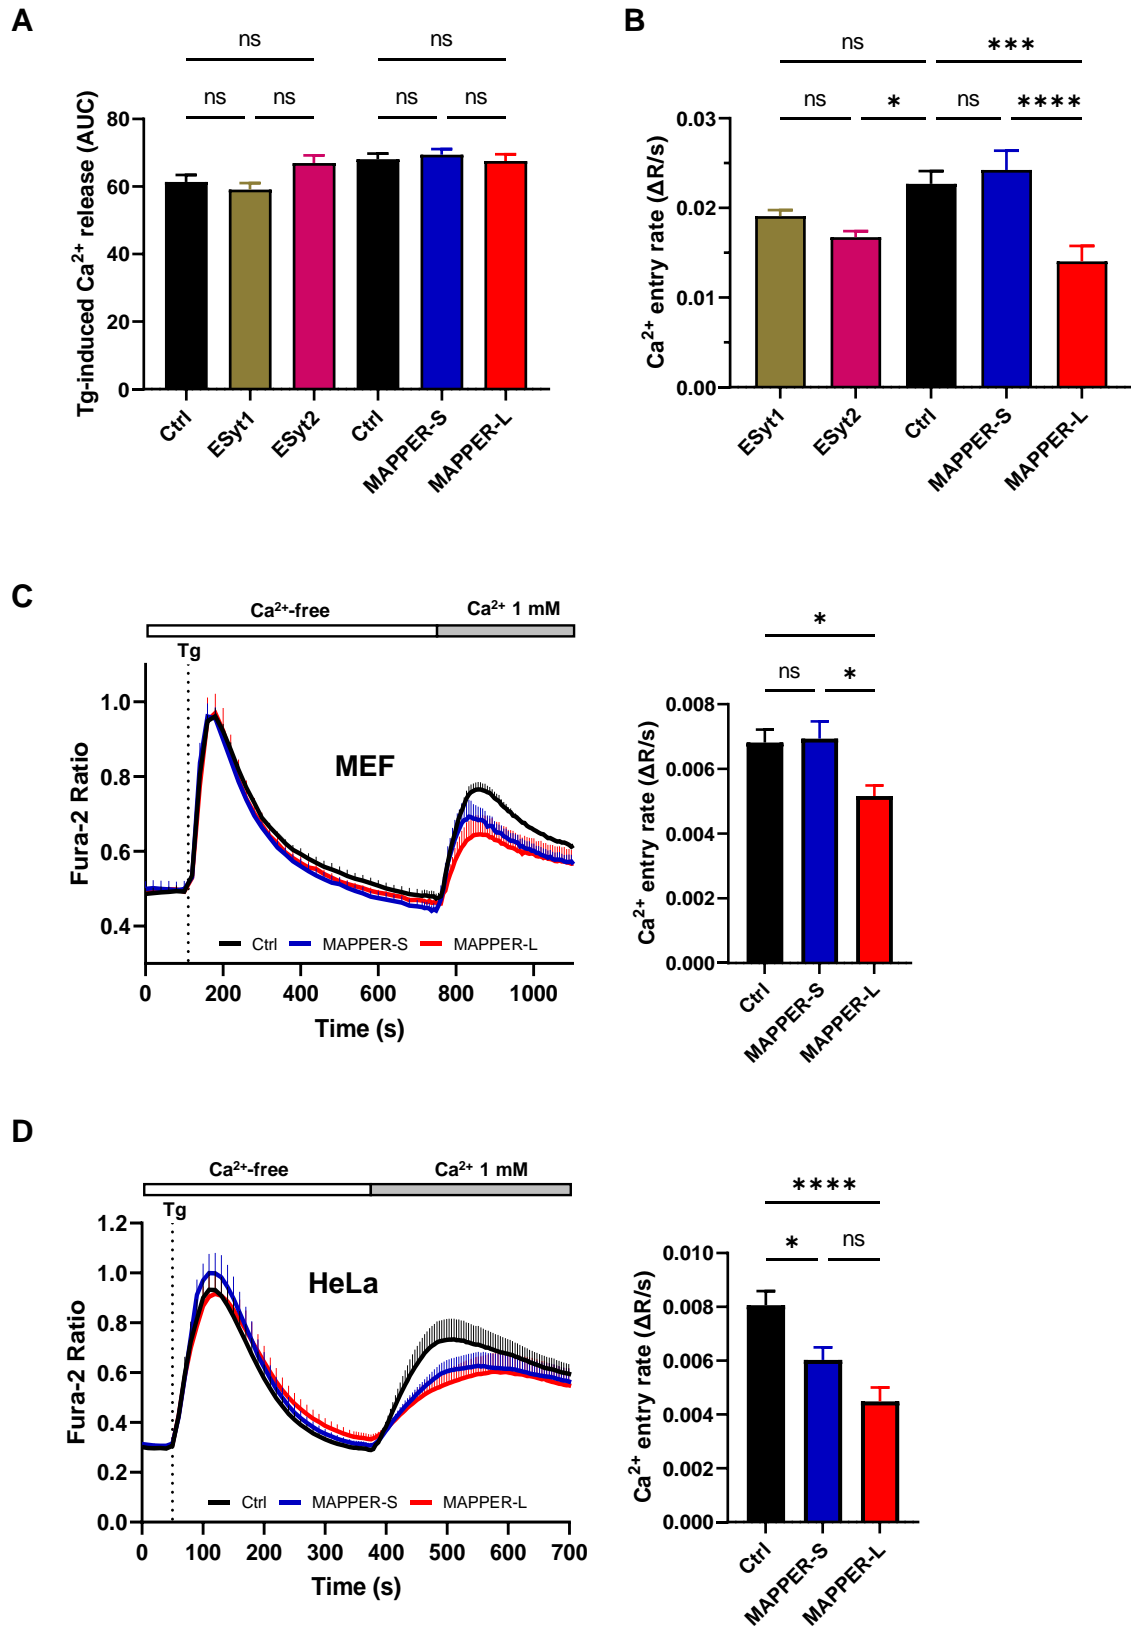 A
ns
ns
ns
ns
ns
ns
Tg-induced Ca²⁺ release (AUC)
80
60
40
20
0
Ctrl
ESyt1
ESyt2
Ctrl
MAPPER-S
MAPPER-L
B
ns
***
ns
*
ns
****
Ca²⁺ entry rate (ΔR/s)
0.03
0.02
0.01
0.00
ESyt1
ESyt2
Ctrl
MAPPER-S
MAPPER-L
C
Ca²⁺-free
Ca²⁺ 1 mM
Tg
MEF
Fura-2 Ratio
1.0
0.8
0.6
0.4
Ctrl
MAPPER-S
MAPPER-L
0
200
400
600
800
1000
Time (s)
*
ns
*
Ca²⁺ entry rate (ΔR/s)
0.008
0.006
0.004
0.002
0.000
Ctrl
MAPPER-S
MAPPER-L
D
Ca²⁺-free
Ca²⁺ 1 mM
Tg
HeLa
Fura-2 Ratio
1.2
1.0
0.8
0.6
0.4
0.2
0.0
Ctrl
MAPPER-S
MAPPER-L
0
100
200
300
400
500
600
700
Time (s)
****
*
ns
Ca²⁺ entry rate (ΔR/s)
0.010
0.008
0.006
0.004
0.002
0.000
Ctrl
MAPPER-S
MAPPER-L